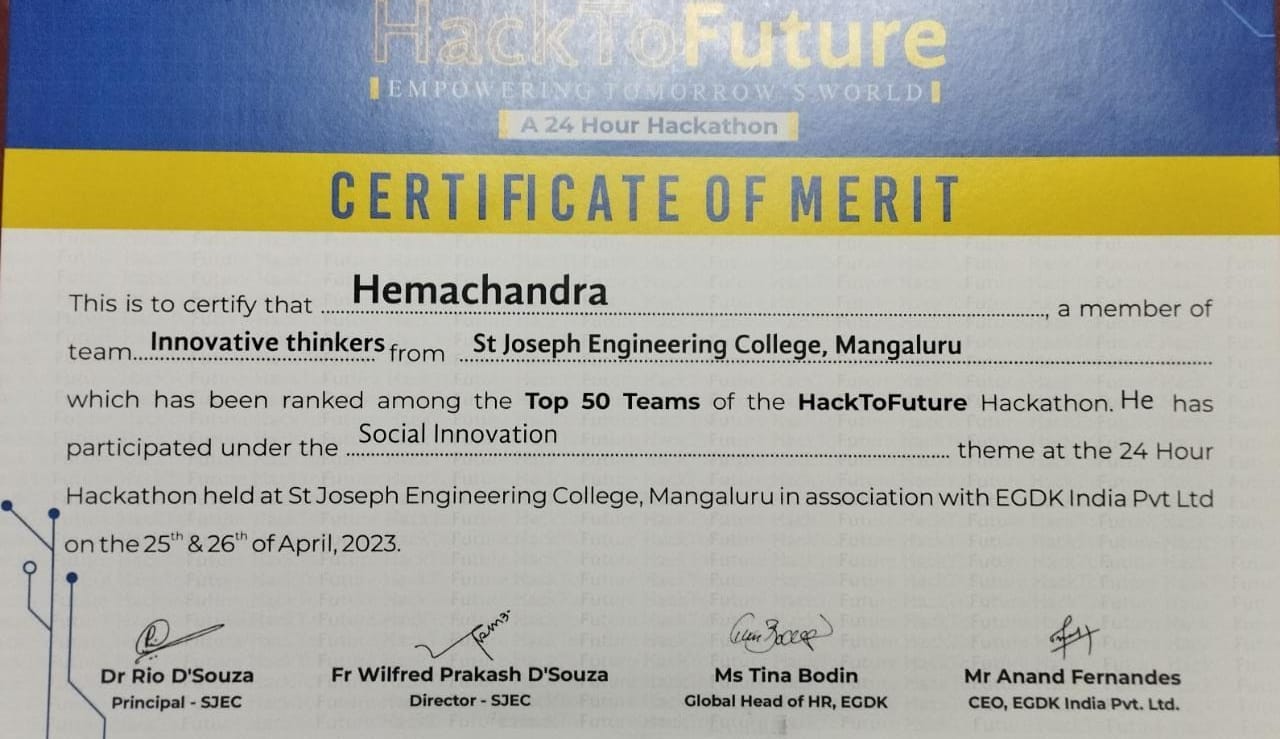 HackToFuture
EMPOWERING TOMORROW'S WORLD
A 24 Hour Hackathon
CERTIFICATE OF MERIT
This is to certify that Hemachandra, a member of
team Innovative thinkers from St Joseph Engineering College, Mangaluru
which has been ranked among the Top 50 Teams of the HackToFuture Hackathon. He has
participated under the Social Innovation theme at the 24 Hour
Hackathon held at St Joseph Engineering College, Mangaluru in association with EGDK India Pvt Ltd
on the 25th & 26th of April, 2023.
Dr Rio D'Souza Fr Wilfred Prakash D'Souza Ms Tina Bodin Mr Anand Fernandes
Principal - SJEC Director - SJEC Global Head of HR, EGDK CEO, EGDK India Pvt. Ltd.